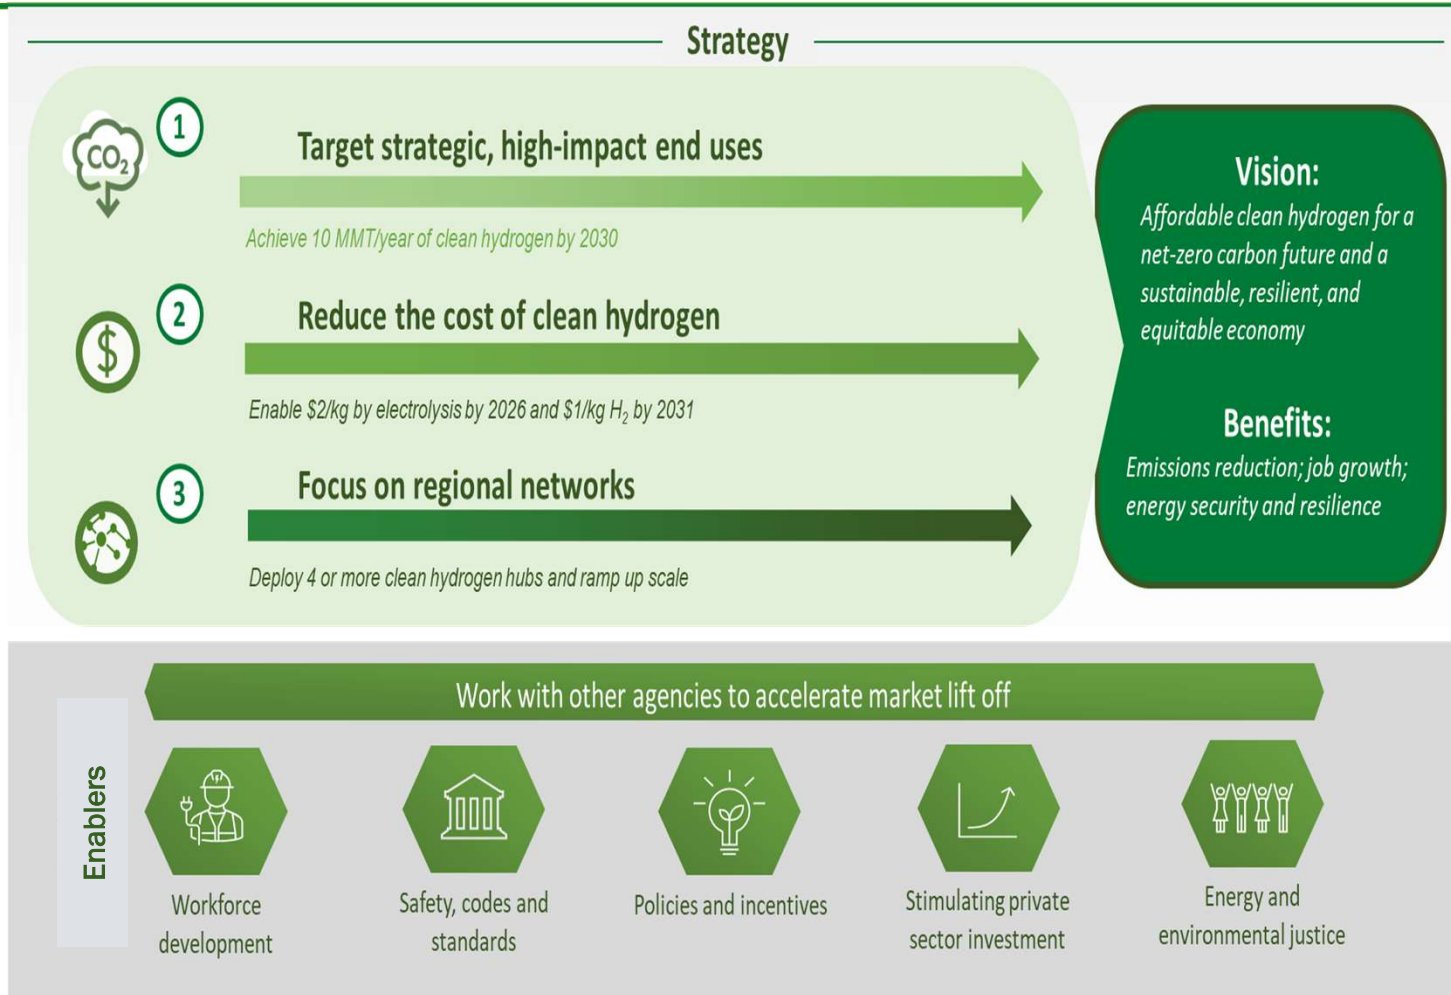 Strategy
CO₂
1
Target strategic, high-impact end uses
Achieve 10 MMT/year of clean hydrogen by 2030
2
$
Reduce the cost of clean hydrogen
Enable $2/kg by electrolysis by 2026 and $1/kg H₂ by 2031
3
Focus on regional networks
Deploy 4 or more clean hydrogen hubs and ramp up scale
Vision:
Affordable clean hydrogen for a
net-zero carbon future and a
sustainable, resilient, and
equitable economy
Benefits:
Emissions reduction; job growth;
energy security and resilience
Enablers
Work with other agencies to accelerate market lift off
Workforce
development
Safety, codes and
standards
Policies and incentives
Stimulating private
sector investment
Energy and
environmental justice